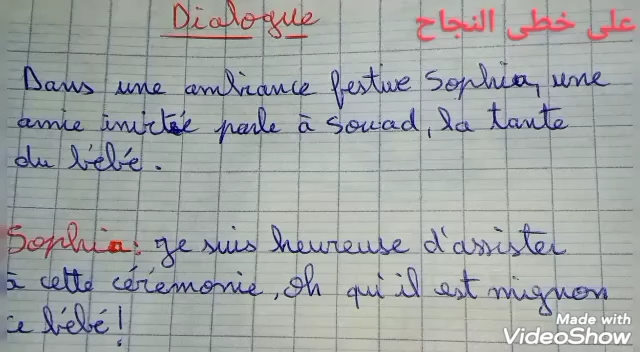 Dialogue
على خطى النجاح
Dans une ambiance festive Sophia, une
amie invitée parle à Souad, la tante
du bébé.
Sophia: je suis heureuse d'assister
à cette cérémonie, Oh qui il est mignon
ce bébé!
Made with
VideoShow